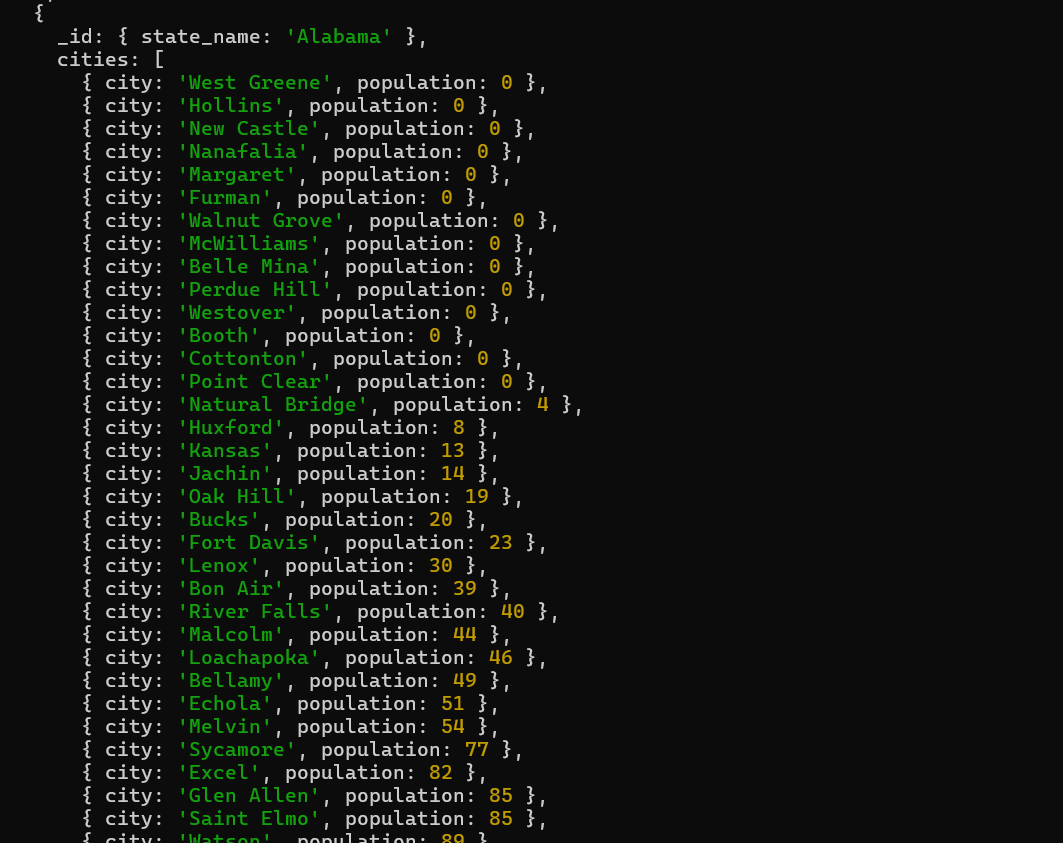 {
_id: { state_name: 'Alabama' },
cities: [
{ city: 'West Greene', population: 0 },
{ city: 'Hollins', population: 0 },
{ city: 'New Castle', population: 0 },
{ city: 'Nanafalia', population: 0 },
{ city: 'Margaret', population: 0 },
{ city: 'Furman', population: 0 },
{ city: 'Walnut Grove', population: 0 },
{ city: 'McWilliams', population: 0 },
{ city: 'Belle Mina', population: 0 },
{ city: 'Perdue Hill', population: 0 },
{ city: 'Westover', population: 0 },
{ city: 'Booth', population: 0 },
{ city: 'Cottonton', population: 0 },
{ city: 'Point Clear', population: 0 },
{ city: 'Natural Bridge', population: 4 },
{ city: 'Huxford', population: 8 },
{ city: 'Kansas', population: 13 },
{ city: 'Jachin', population: 14 },
{ city: 'Oak Hill', population: 19 },
{ city: 'Bucks', population: 20 },
{ city: 'Fort Davis', population: 23 },
{ city: 'Lenox', population: 30 },
{ city: 'Bon Air', population: 39 },
{ city: 'River Falls', population: 40 },
{ city: 'Malcolm', population: 44 },
{ city: 'Loachapoka', population: 46 },
{ city: 'Bellamy', population: 49 },
{ city: 'Echola', population: 51 },
{ city: 'Melvin', population: 54 },
{ city: 'Sycamore', population: 77 },
{ city: 'Excel', population: 82 },
{ city: 'Glen Allen', population: 85 },
{ city: 'Saint Elmo', population: 85 },
{ city: 'Watson', population: 89 }